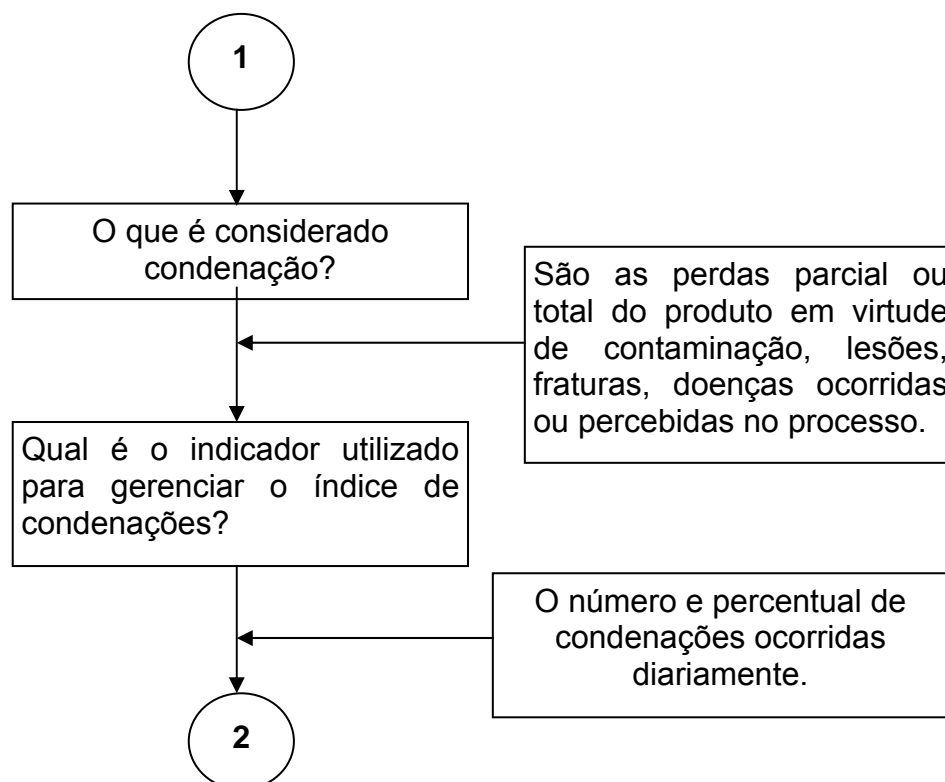 1
O que é considerado
condenação?
São as perdas parcial ou
total do produto em virtude
de contaminação, lesões,
fraturas, doenças ocorridas
ou percebidas no processo.
Qual é o indicador utilizado
para gerenciar o índice de
condenações?
O número e percentual de
condenações ocorridas
diariamente.
2